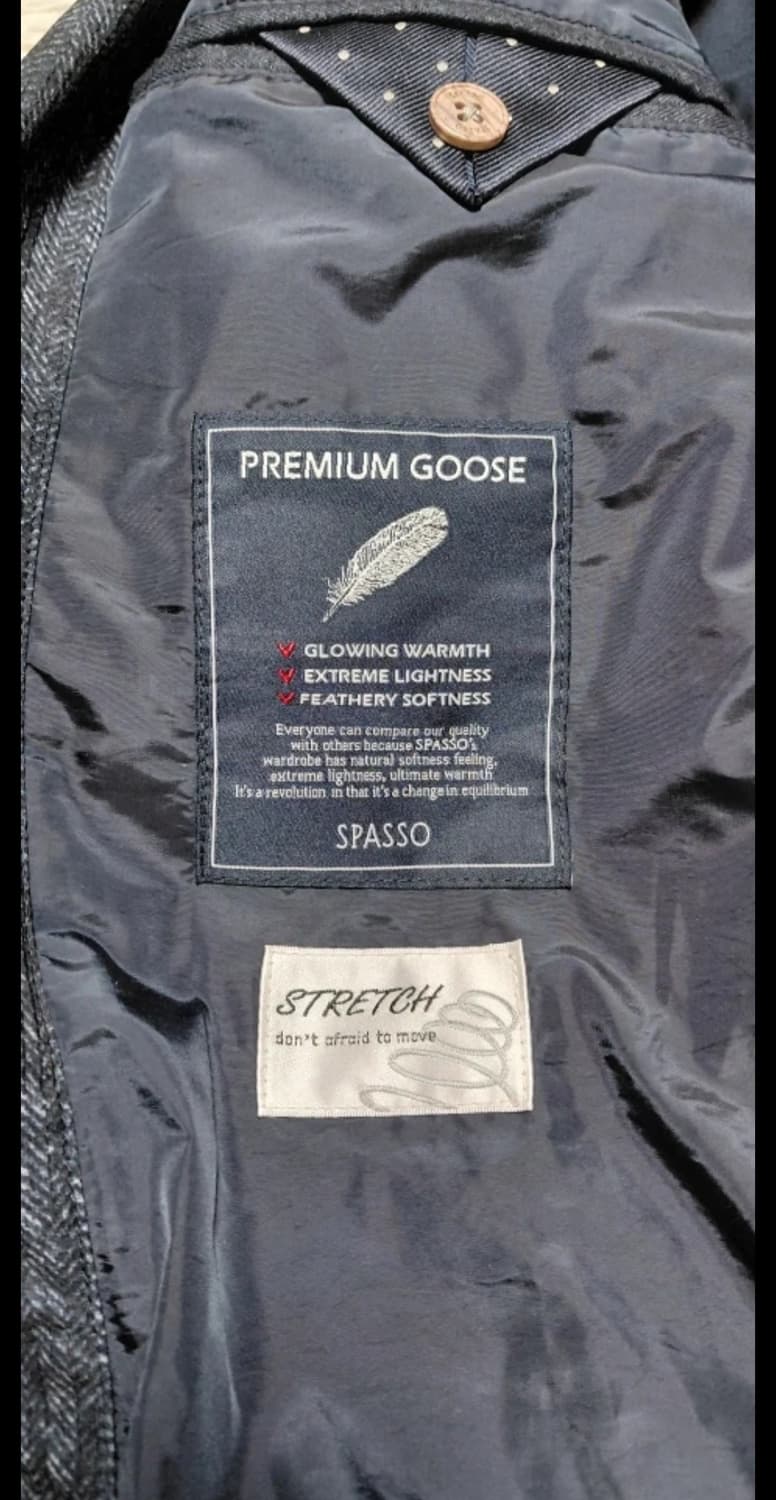 PREMIUM GOOSE
GLOWING WARMTH
EXTREME LIGHTNESS
FEATHERY SOFTNESS
Everyone can compare our quality
with others because SPASSO's
wardrobe has natural softness feeling,
extreme lightness, ultimate warmth
It's a revolution in that it's a change in equilibrium
SPASSO
STRETCH
don't afraid to move